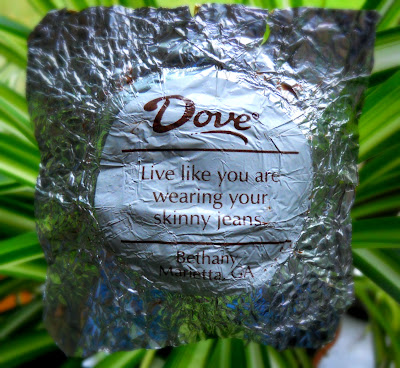 Dove
Live like you are
wearing your
skinny jeans.
Bethany
Marietta, GA